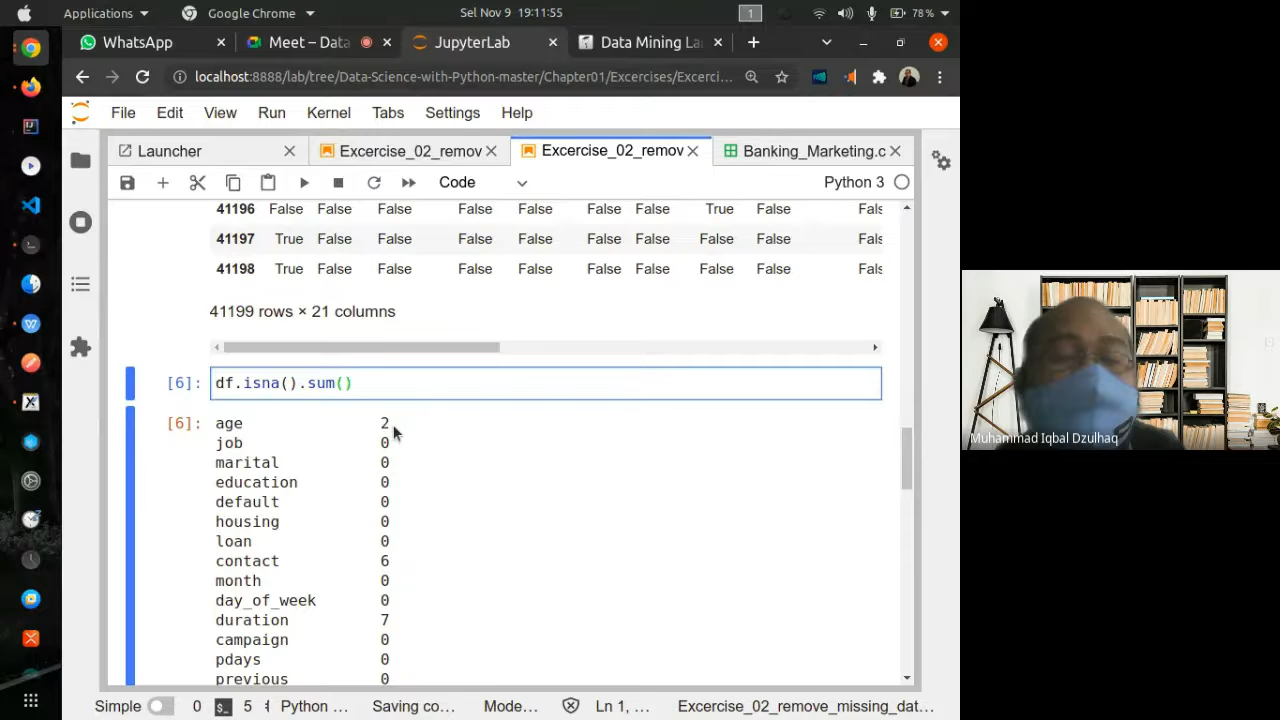 Applications
Google Chrome
Sel Nov 9 19:11:55
1
78%
WhatsApp
Meet – Data
JupyterLab
Data Mining La
localhost:8888/lab/tree/Data-Science-with-Python-master/Chapter01/Excercises/Excerci...
File Edit View Run Kernel Tabs Settings Help
Launcher
Excercise_02_remov
Excercise_02_remov
Banking_Marketing.c
Code
Python 3
41196 False False False False False False False True False Fals
41197 True False False False False False False False False Fals
41198 True False False False False False False False False Fals
41199 rows × 21 columns
[6]: df.isna().sum()
[6]: age 2
job 0
marital 0
education 0
default 0
housing 0
loan 0
contact 6
month 0
day_of_week 0
duration 7
campaign 0
pdays 0
previous 0
Simple 0 5 Python ... Saving co... Mode... Ln 1, ... Excercise_02_remove_missing_dat...
Muhammad Iqbal Dzulhaq